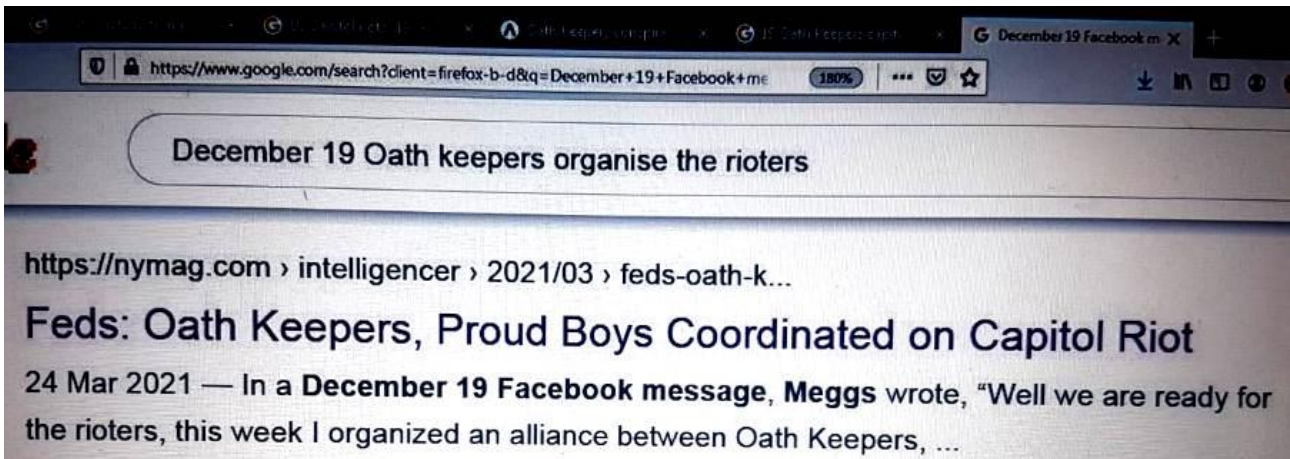 December 19 Facebook m
https://www.google.com/search?client=firefox-b-d&q=December+19+Facebook+me 180%
December 19 Oath keepers organise the rioters
https://nymag.com › intelligencer › 2021/03 › feds-oath-k...
Feds: Oath Keepers, Proud Boys Coordinated on Capitol Riot
24 Mar 2021 — In a December 19 Facebook message, Meggs wrote, “Well we are ready for
the rioters, this week I organized an alliance between Oath Keepers, ...